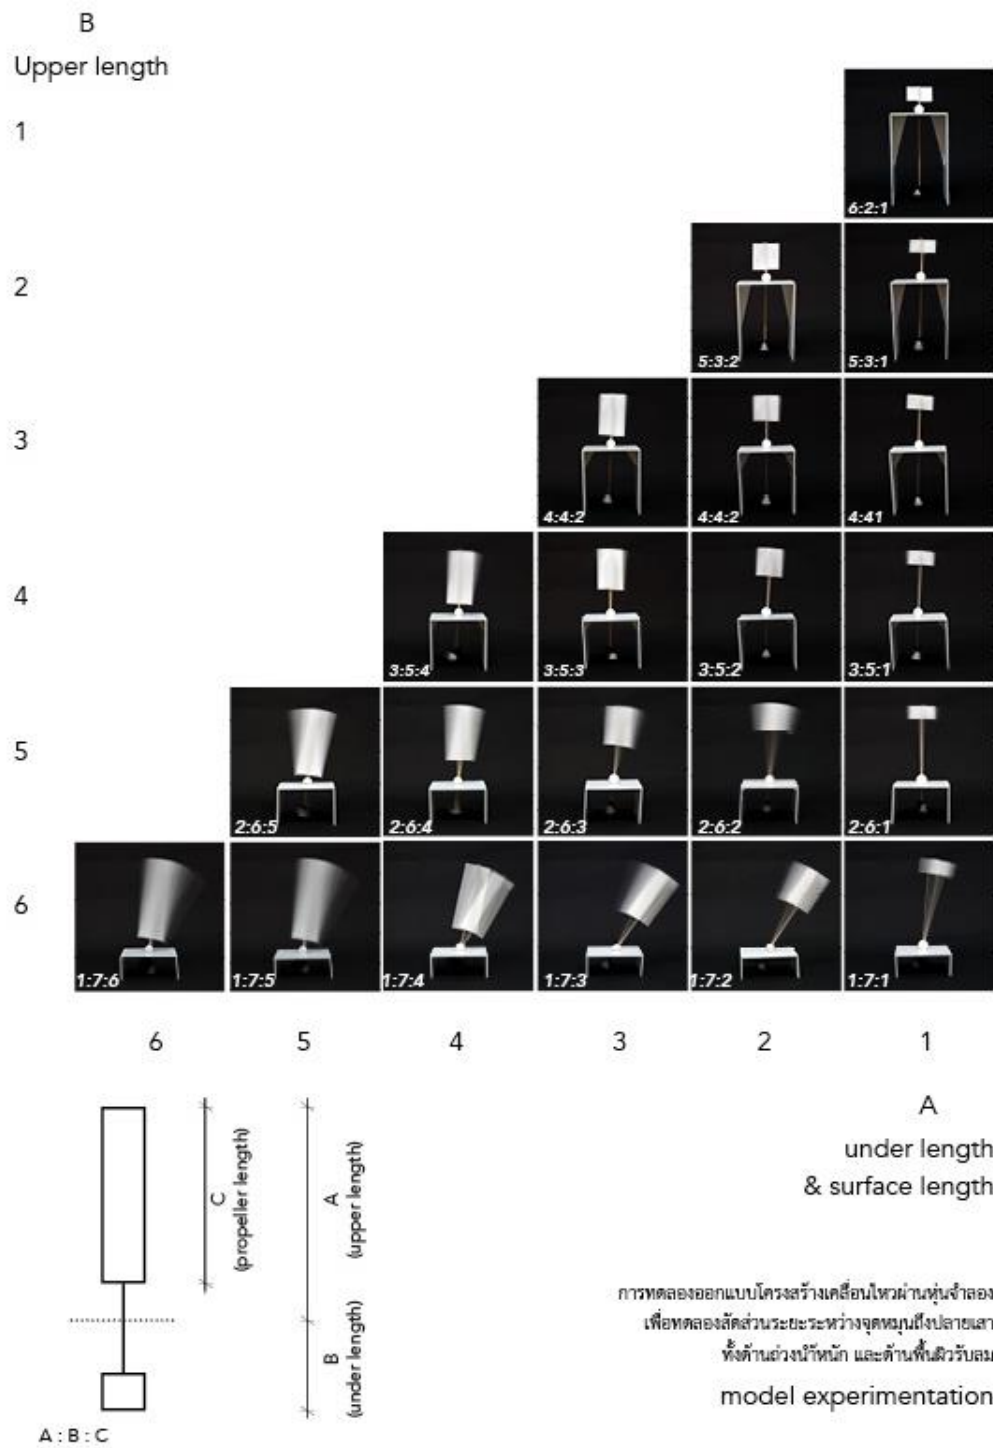 B
Upper length
1
6:2:1
2
5:3:2
5:3:1
3
4:4:2
4:4:2
4:41
4
3:5:4
3:5:3
3:5:2
3:5:1
5
2:6:5
2:6:4
2:6:3
2:6:2
2:6:1
6
1:7:6
1:7:5
1:7:4
1:7:3
1:7:2
1:7:1
6 5 4 3 2 1
C
(propeller length)
A
(upper length)
B
(under length)
A : B : C
A
under length
& surface length
การทดลองออกแบบโครงสร้างเคลื่อนไหวผ่านหุ่นจำลอง
เพื่อทดลองสัดส่วนระยะระหว่างจุดหมุนถึงปลายเสา
ทั้งด้านถ่วงน้ำหนัก และด้านพื้นผิวรับลม
model experimentation